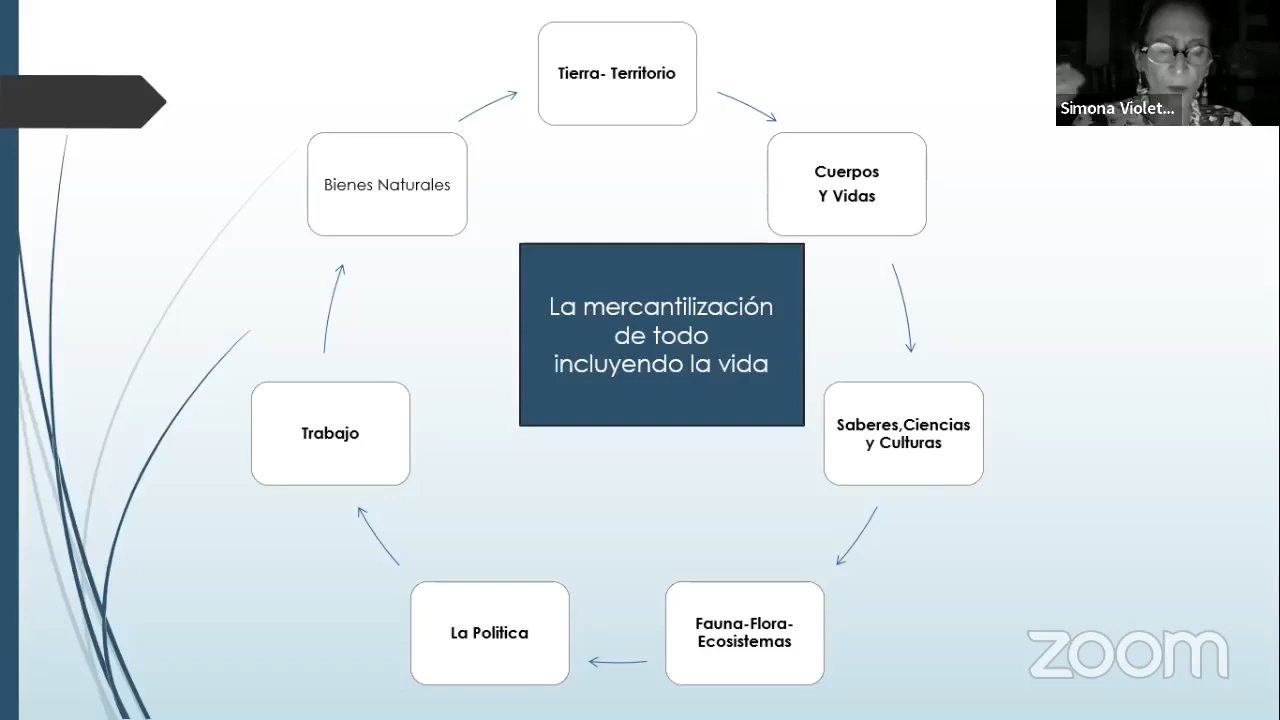 Tierra- Territorio
Simona Violet...
Cuerpos
Y Vidas
Bienes Naturales
La mercantilización
de todo
incluyendo la vida
Saberes,Ciencias
y Culturas
Trabajo
Fauna-Flora-
Ecosistemas
La Politica
zoom